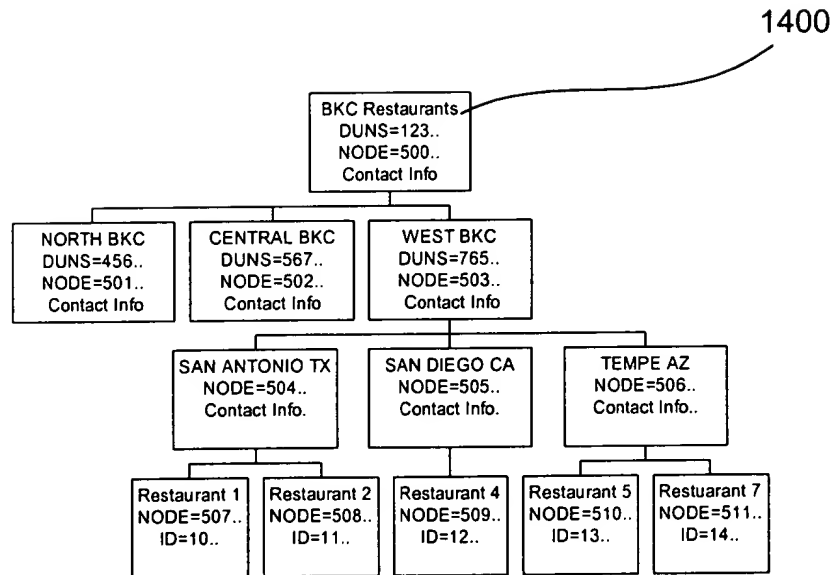 1400
BKC Restaurants
DUNS=123..
NODE=500..
Contact Info
NORTH BKC
DUNS=456..
NODE=501..
Contact Info
CENTRAL BKC
DUNS=567..
NODE=502..
Contact Info
WEST BKC
DUNS=765..
NODE=503..
Contact Info
SAN ANTONIO TX
NODE=504..
Contact Info.
SAN DIEGO CA
NODE=505..
Contact Info.
TEMPE AZ
NODE=506..
Contact Info..
Restaurant 1
NODE=507..
ID=10..
Restaurant 2
NODE=508..
ID=11..
Restaurant 4
NODE=509..
ID=12..
Restaurant 5
NODE=510..
ID=13..
Restuarant 7
NODE=511..
ID=14..